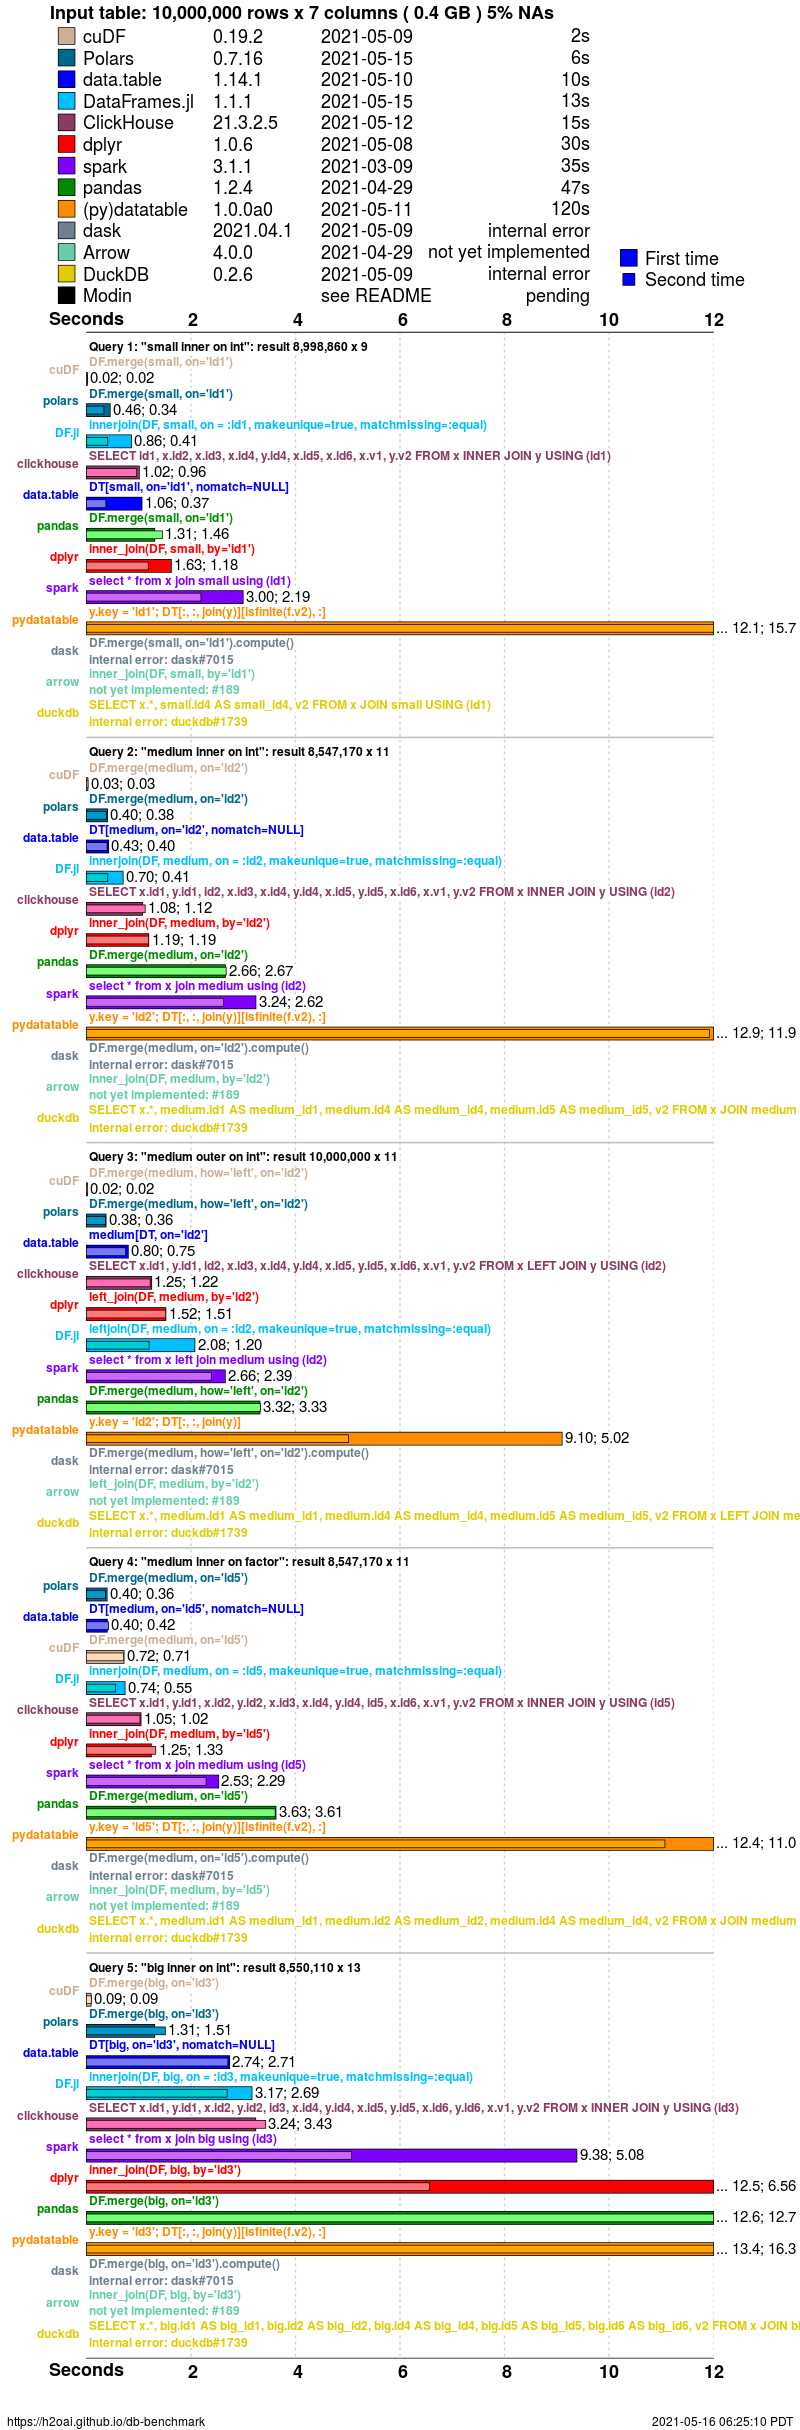 Input table: 10,000,000 rows x 7 columns ( 0.4 GB ) 5% NAs
cuDF 0.19.2 2021-05-09 2s
Polars 0.7.16 2021-05-15 6s
data.table 1.14.1 2021-05-10 10s
DataFrames.jl 1.1.1 2021-05-15 13s
ClickHouse 21.3.2.5 2021-05-12 15s
dplyr 1.0.6 2021-05-08 30s
spark 3.1.1 2021-03-09 35s
pandas 1.2.4 2021-04-29 47s
(py)datatable 1.0.0a0 2021-05-11 120s
dask 2021.04.1 2021-05-09 internal error
Arrow 4.0.0 2021-04-29 not yet implemented
First time
DuckDB 0.2.6 2021-05-09 internal error
Second time
Modin see README pending
Seconds 2 4 6 8 10 12
Query 1: "small inner on int": result 8,998,860 x 9
DF.merge(small, on='id1')
cuDF 0.02; 0.02
DF.merge(small, on='id1')
polars 0.46; 0.34
innerjoin(DF, small, on = :id1, makeunique=true, matchmissing=:equal)
DF.jl 0.86; 0.41
SELECT id1, x.id2, x.id3, x.id4, y.id4, x.id5, x.id6, x.v1, y.v2 FROM x INNER JOIN y USING (id1)
clickhouse 1.02; 0.96
DT[small, on='id1', nomatch=NULL]
data.table 1.06; 0.37
DF.merge(small, on='id1')
pandas 1.31; 1.46
inner_join(DF, small, by='id1')
dplyr 1.63; 1.18
select * from x join small using (id1)
spark 3.00; 2.19
y.key = 'id1'; DT[:, :, join(y)][isfinite(f.v2), :]
pydatatable ... 12.1; 15.7
DF.merge(small, on='id1').compute()
dask internal error: dask#7015
inner_join(DF, small, by='id1')
arrow not yet implemented: #189
SELECT x.*, small.id4 AS small_id4, v2 FROM x JOIN small USING (id1)
duckdb internal error: duckdb#1739
Query 2: "medium inner on int": result 8,547,170 x 11
DF.merge(medium, on='id2')
cuDF 0.03; 0.03
DF.merge(medium, on='id2')
polars 0.40; 0.38
DT[medium, on='id2', nomatch=NULL]
data.table 0.43; 0.40
innerjoin(DF, medium, on = :id2, makeunique=true, matchmissing=:equal)
DF.jl 0.70; 0.41
SELECT x.id1, y.id1, id2, x.id3, x.id4, y.id4, x.id5, y.id5, x.id6, x.v1, y.v2 FROM x INNER JOIN y USING (id2)
clickhouse 1.08; 1.12
inner_join(DF, medium, by='id2')
dplyr 1.19; 1.19
DF.merge(medium, on='id2')
pandas 2.66; 2.67
select * from x join medium using (id2)
spark 3.24; 2.62
y.key = 'id2'; DT[:, :, join(y)][isfinite(f.v2), :]
pydatatable ... 12.9; 11.9
DF.merge(medium, on='id2').compute()
dask internal error: dask#7015
inner_join(DF, medium, by='id2')
arrow not yet implemented: #189
SELECT x.*, medium.id1 AS medium_id1, medium.id4 AS medium_id4, medium.id5 AS medium_id5, v2 FROM x JOIN medium
duckdb internal error: duckdb#1739
Query 3: "medium outer on int": result 10,000,000 x 11
DF.merge(medium, how='left', on='id2')
cuDF 0.02; 0.02
DF.merge(medium, how='left', on='id2')
polars 0.38; 0.36
medium[DT, on='id2']
data.table 0.80; 0.75
SELECT x.id1, y.id1, id2, x.id3, x.id4, y.id4, x.id5, y.id5, x.id6, x.v1, y.v2 FROM x LEFT JOIN y USING (id2)
clickhouse 1.25; 1.22
left_join(DF, medium, by='id2')
dplyr 1.52; 1.51
leftjoin(DF, medium, on = :id2, makeunique=true, matchmissing=:equal)
DF.jl 2.08; 1.20
select * from x left join medium using (id2)
spark 2.66; 2.39
DF.merge(medium, how='left', on='id2')
pandas 3.32; 3.33
y.key = 'id2'; DT[:, :, join(y)]
pydatatable 9.10; 5.02
DF.merge(medium, how='left', on='id2').compute()
dask internal error: dask#7015
left_join(DF, medium, by='id2')
arrow not yet implemented: #189
SELECT x.*, medium.id1 AS medium_id1, medium.id4 AS medium_id4, medium.id5 AS medium_id5, v2 FROM x LEFT JOIN me
duckdb internal error: duckdb#1739
Query 4: "medium inner on factor": result 8,547,170 x 11
DF.merge(medium, on='id5')
polars 0.40; 0.36
DT[medium, on='id5', nomatch=NULL]
data.table 0.40; 0.42
DF.merge(medium, on='id5')
cuDF 0.72; 0.71
innerjoin(DF, medium, on = :id5, makeunique=true, matchmissing=:equal)
DF.jl 0.74; 0.55
SELECT x.id1, y.id1, x.id2, y.id2, x.id3, x.id4, y.id4, id5, x.id6, x.v1, y.v2 FROM x INNER JOIN y USING (id5)
clickhouse 1.05; 1.02
inner_join(DF, medium, by='id5')
dplyr 1.25; 1.33
select * from x join medium using (id5)
spark 2.53; 2.29
DF.merge(medium, on='id5')
pandas 3.63; 3.61
y.key = 'id5'; DT[:, :, join(y)][isfinite(f.v2), :]
pydatatable ... 12.4; 11.0
DF.merge(medium, on='id5').compute()
dask internal error: dask#7015
inner_join(DF, medium, by='id5')
arrow not yet implemented: #189
SELECT x.*, medium.id1 AS medium_id1, medium.id2 AS medium_id2, medium.id4 AS medium_id4, v2 FROM x JOIN medium
duckdb internal error: duckdb#1739
Query 5: "big inner on int": result 8,550,110 x 13
DF.merge(big, on='id3')
cuDF 0.09; 0.09
DF.merge(big, on='id3')
polars 1.31; 1.51
DT[big, on='id3', nomatch=NULL]
data.table 2.74; 2.71
innerjoin(DF, big, on = :id3, makeunique=true, matchmissing=:equal)
DF.jl 3.17; 2.69
SELECT x.id1, y.id1, x.id2, y.id2, id3, x.id4, y.id4, x.id5, y.id5, x.id6, y.id6, x.v1, y.v2 FROM x INNER JOIN y USING (id3)
clickhouse 3.24; 3.43
select * from x join big using (id3)
spark 9.38; 5.08
inner_join(DF, big, by='id3')
dplyr ... 12.5; 6.56
DF.merge(big, on='id3')
pandas ... 12.6; 12.7
y.key = 'id3'; DT[:, :, join(y)][isfinite(f.v2), :]
pydatatable ... 13.4; 16.3
DF.merge(big, on='id3').compute()
dask internal error: dask#7015
inner_join(DF, big, by='id3')
arrow not yet implemented: #189
SELECT x.*, big.id1 AS big_id1, big.id2 AS big_id2, big.id4 AS big_id4, big.id5 AS big_id5, big.id6 AS big_id6, v2 FROM x JOIN bi
duckdb internal error: duckdb#1739
Seconds 2 4 6 8 10 12
https://h2oai.github.io/db-benchmark 2021-05-16 06:25:10 PDT